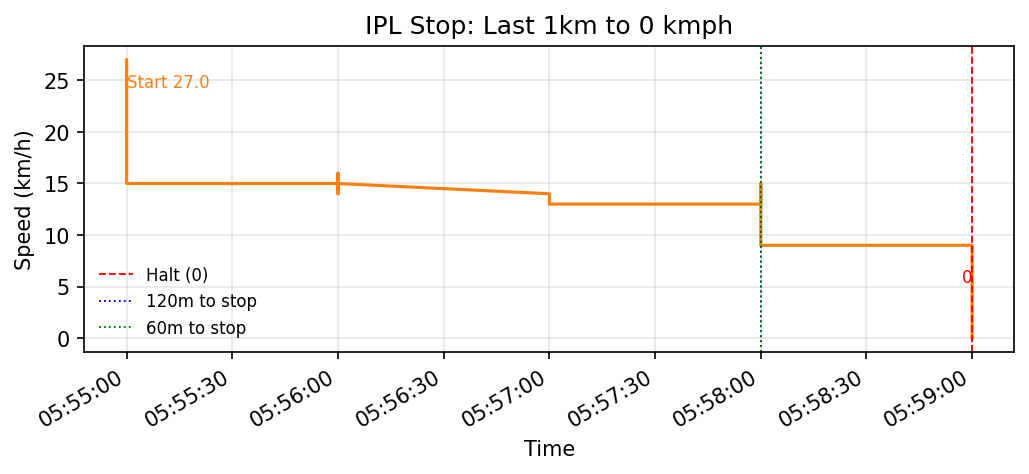 IPL Stop: Last 1km to 0 kmph
Speed (km/h)
25
20
15
10
5
0
Start 27.0
0
Halt (0)
120m to stop
60m to stop
05:55:00
05:55:30
05:56:00
05:56:30
05:57:00
05:57:30
05:58:00
05:58:30
05:59:00
Time